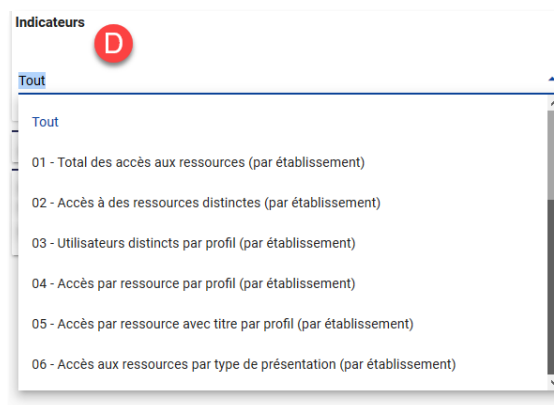 Indicateurs
D
Tout
Tout
01 - Total des accès aux ressources (par établissement)
02 - Accès à des ressources distinctes (par établissement)
03 - Utilisateurs distincts par profil (par établissement)
04 - Accès par ressource par profil (par établissement)
05 - Accès par ressource avec titre par profil (par établissement)
06 - Accès aux ressources par type de présentation (par établissement)